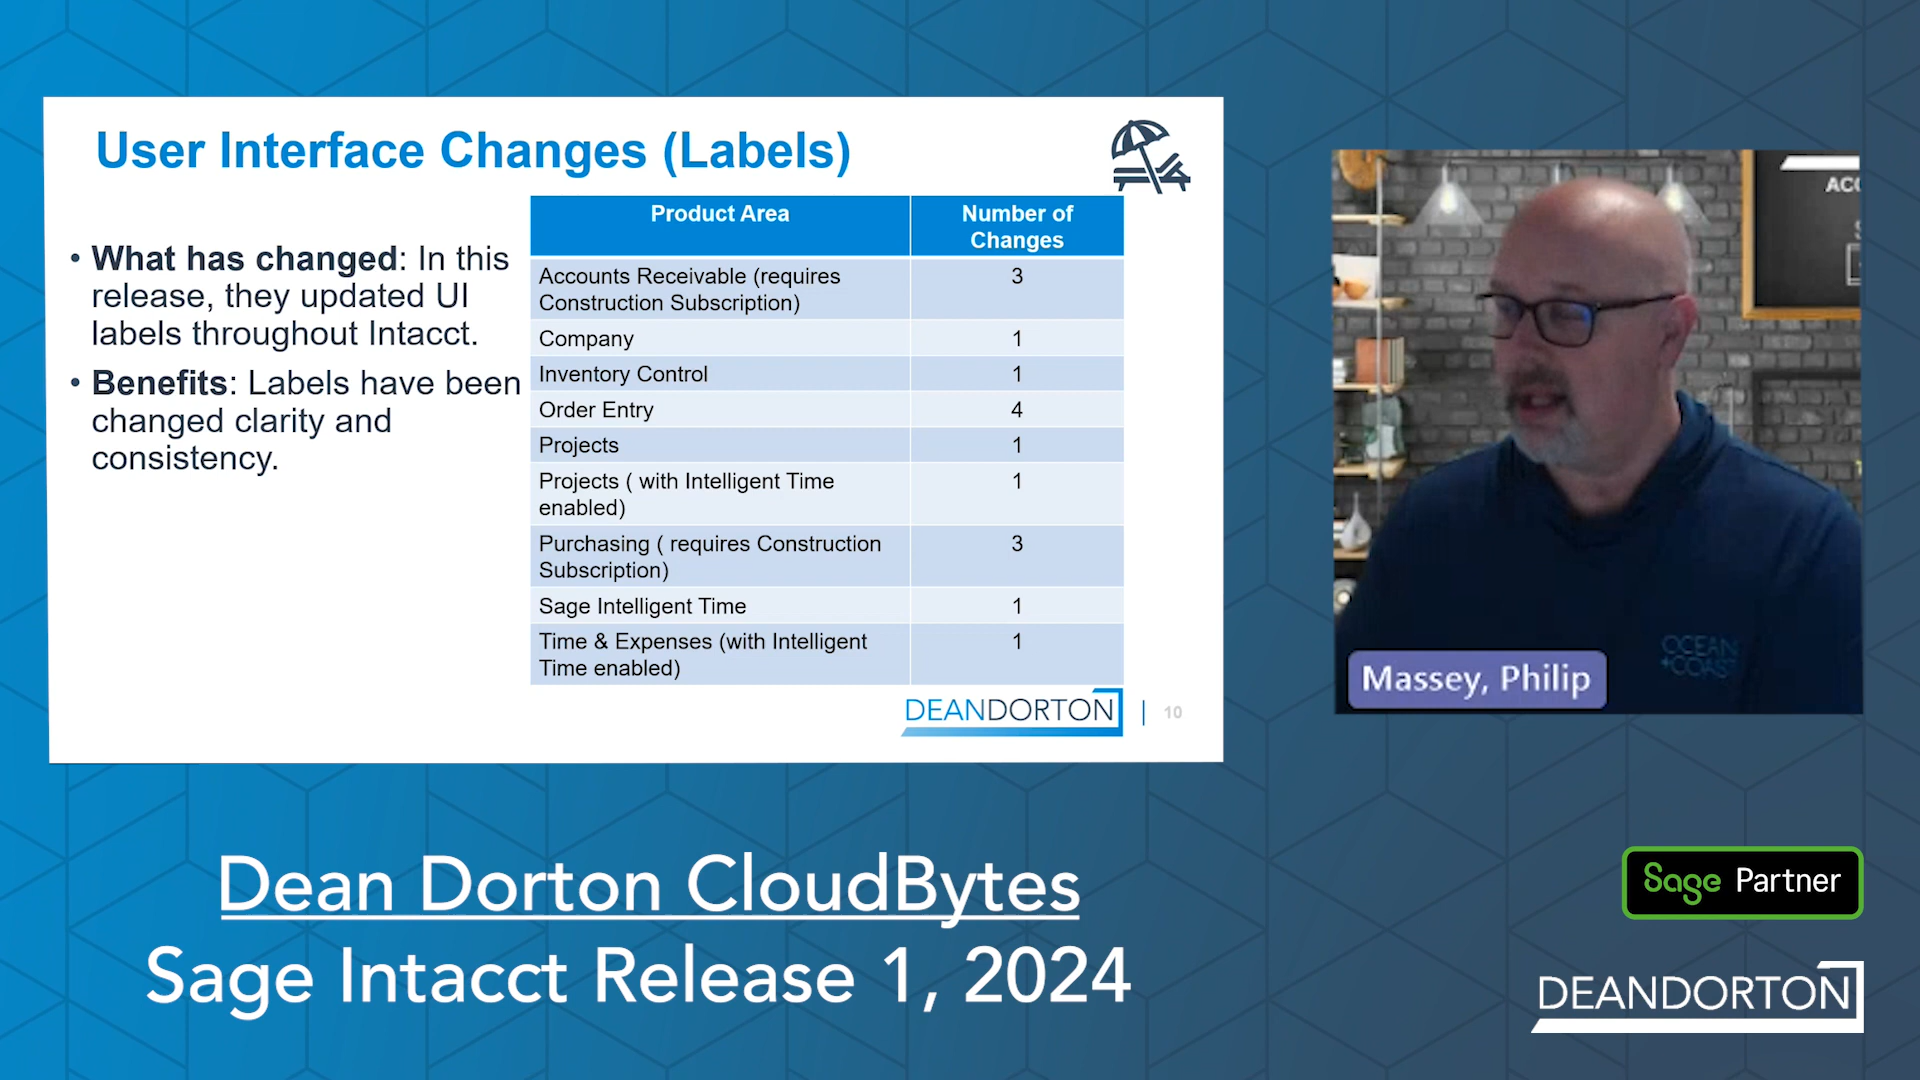 User Interface Changes (Labels)
• What has changed: In this
release, they updated UI
labels throughout Intacct.
• Benefits: Labels have been
changed clarity and
consistency.
Product Area
Number of
Changes
Accounts Receivable (requires
Construction Subscription)
3
Company
1
Inventory Control
1
Order Entry
4
Projects
1
Projects ( with Intelligent Time
enabled)
1
Purchasing ( requires Construction
Subscription)
3
Sage Intelligent Time
1
Time & Expenses (with Intelligent
Time enabled)
1
DEANDORTON
10
OCEAN
+COAST
Massey, Philip
Dean Dorton CloudBytes
Sage Intacct Release 1, 2024
Sage Partner
DEANDORTON